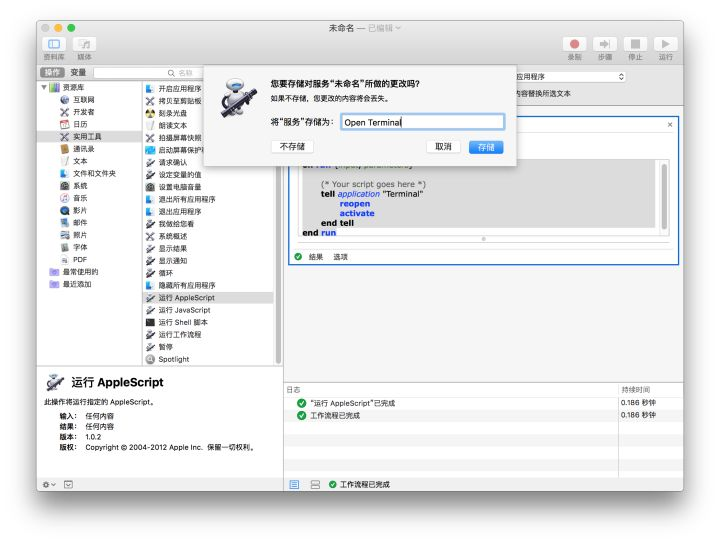 未命名 — 已编辑
资料库
媒体
录制
步骤
停止
运行
操作
变量
名称
应用程序
内容替换所选文本
您要存储对服务“未命名”所做的更改吗?
如果不存储，您更改的内容将会丢失。
将“服务”存储为:
Open Terminal
不存储
取消
存储
资源库
互联网
开发者
日历
实用工具
通讯录
文本
文件和文件夹
系统
音乐
影片
邮件
照片
字体
PDF
最常使用的
最近添加
开启应用程序
拷贝至剪贴板
刻录光盘
朗读文本
拍摄屏幕快照
启动屏幕保护
请求确认
设定变量的值
设置电脑音量
退出所有应用程序
退出应用程序
我做给您看
系统概述
显示结果
显示通知
循环
隐藏所有应用程序
运行 AppleScript
运行 JavaScript
运行 Shell 脚本
运行工作流程
暂停
Spotlight
on run {input, parameters}
(* Your script goes here *)
tell application "Terminal"
reopen
activate
end tell
end run
结果
选项
运行 AppleScript
此操作将运行指定的 AppleScript。
输入: 任何内容
结果: 任何内容
版本: 1.0.2
版权: Copyright © 2004-2012 Apple Inc. 保留一切权利。
日志
持续时间
“运行 AppleScript”已完成
0.186 秒钟
工作流程已完成
0.186 秒钟
工作流程已完成